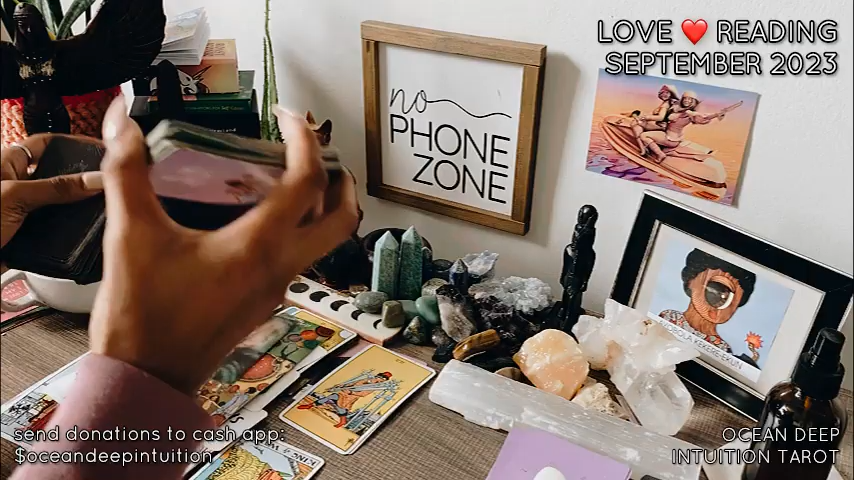 LOVE ❤️ READING
SEPTEMBER 2023
no
PHONE
ZONE
send donations to cash app:
$oceandeepintuition
OCEAN DEEP
INTUITION TAROT